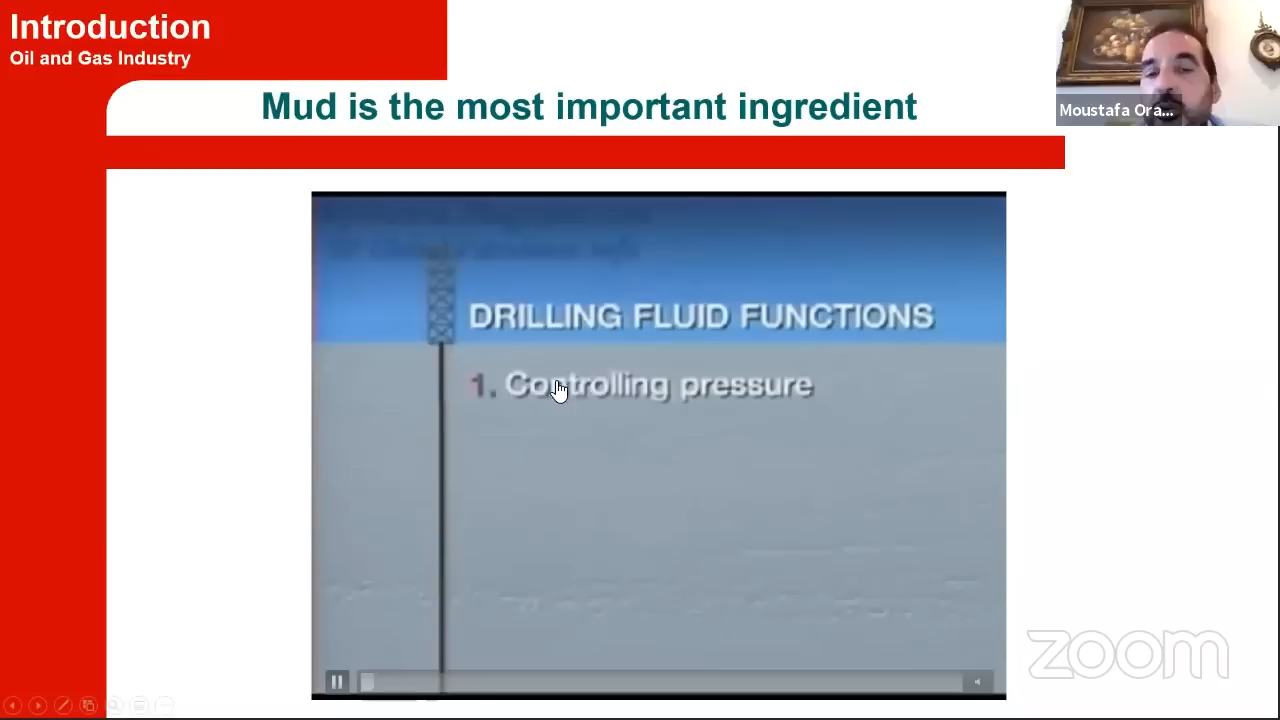 Introduction
Oil and Gas Industry
Mud is the most important ingredient
Moustafa Ora...
DRILLING FLUID FUNCTIONS
1. Controlling pressure
zoom